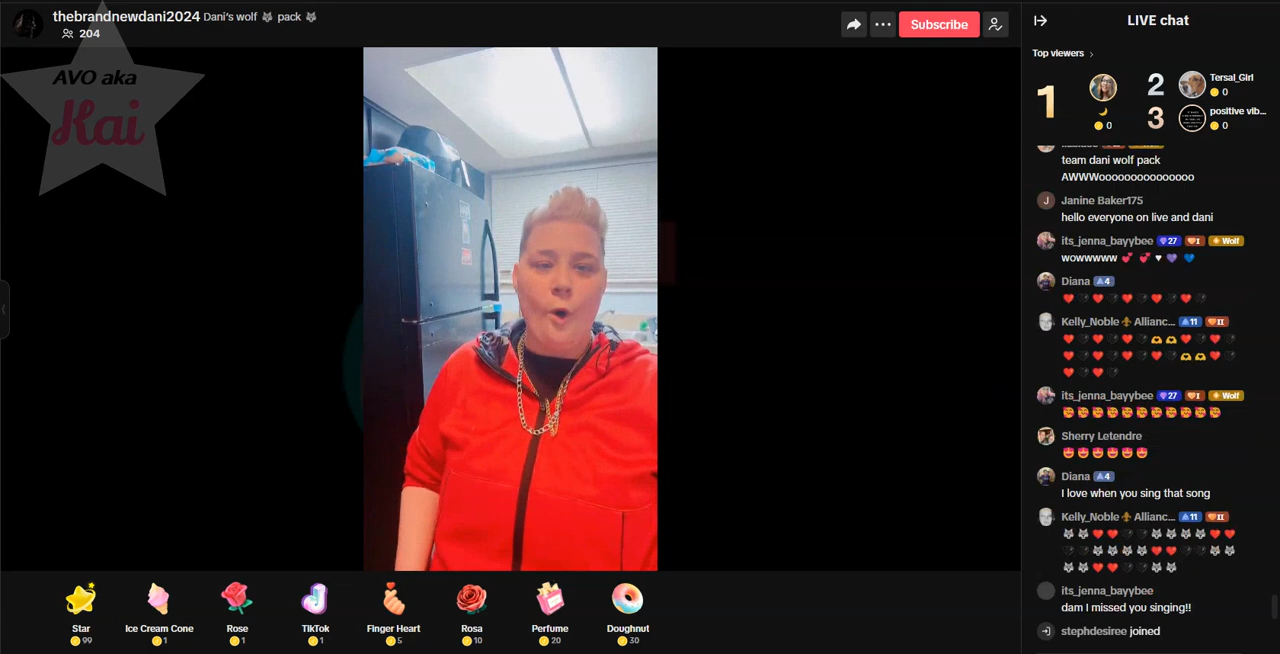 thebrandnewdani2024 Dani's wolf 🐺 pack 🐺
204
Subscribe
AVO aka
Kai
LIVE chat
Top viewers
1
🌙
0
2
Tersal_Girl
0
3
positive vib...
0
team dani wolf pack
AWWWooooooooooooooo
J
Janine Baker175
hello everyone on live and dani
its_jenna_bayybee 27 I Wolf
wowwwww 💕 💕 ♥ 💜 💙
Diana 4
❤️🖤❤️🖤❤️🖤❤️🖤❤️🖤
Kelly_Noble ⚜ Allianc... 11 II
its_jenna_bayybee 27 I Wolf
🥰🥰🥰🥰🥰🥰🥰🥰🥰🥰🥰
Sherry Letendre
😍😍😍😍😍😍
Diana 4
I love when you sing that song
Kelly_Noble ⚜ Allianc... 11 II
its_jenna_bayybee
dam I missed you singing!!
stephdesiree joined
Star
99
Ice Cream Cone
1
Rose
1
TikTok
1
Finger Heart
5
Rosa
10
Perfume
20
Doughnut
30